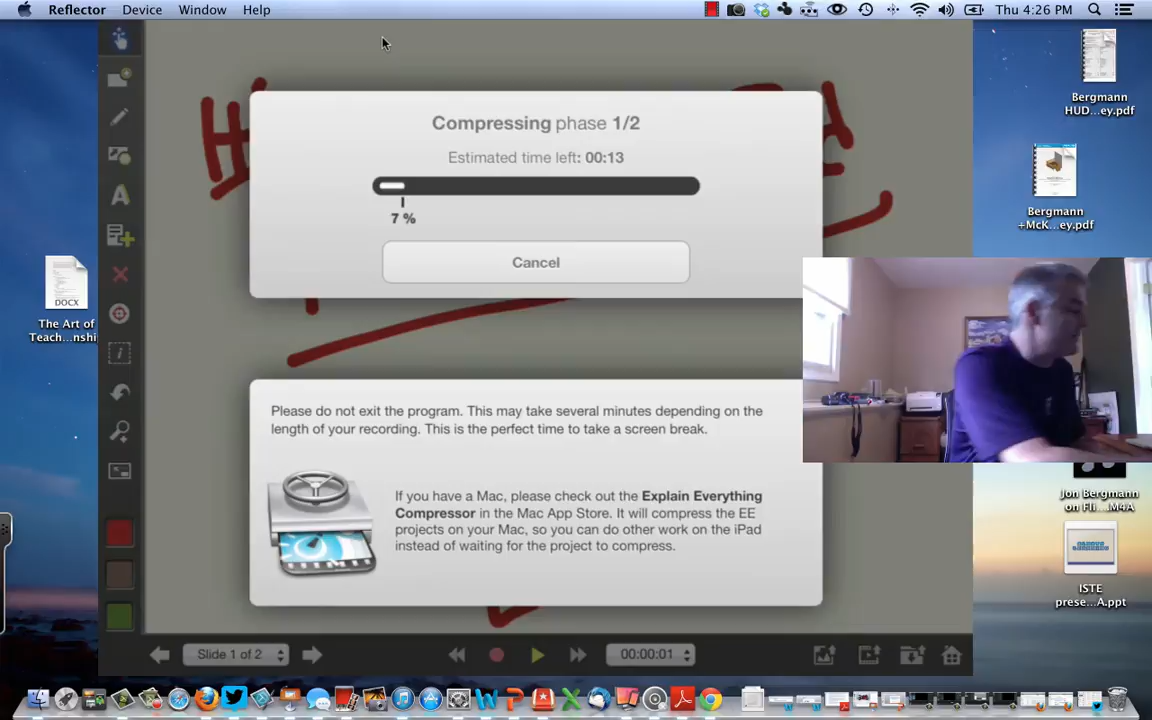 Reflector Device Window Help Thu 4:26 PM
Bergmann
HUD...ey.pdf
Bergmann
+McK...ey.pdf
DOCX
The Art of
Teach...nshi
Compressing phase 1/2
Estimated time left: 00:13
7 %
Cancel
Please do not exit the program. This may take several minutes depending on the
length of your recording. This is the perfect time to take a screen break.
If you have a Mac, please check out the Explain Everything
Compressor in the Mac App Store. It will compress the EE
projects on your Mac, so you can do other work on the iPad
instead of waiting for the project to compress.
Jon Bergmann
on Fli...M4A
ISTE
prese...A.ppt
Slide 1 of 2
00:00:01